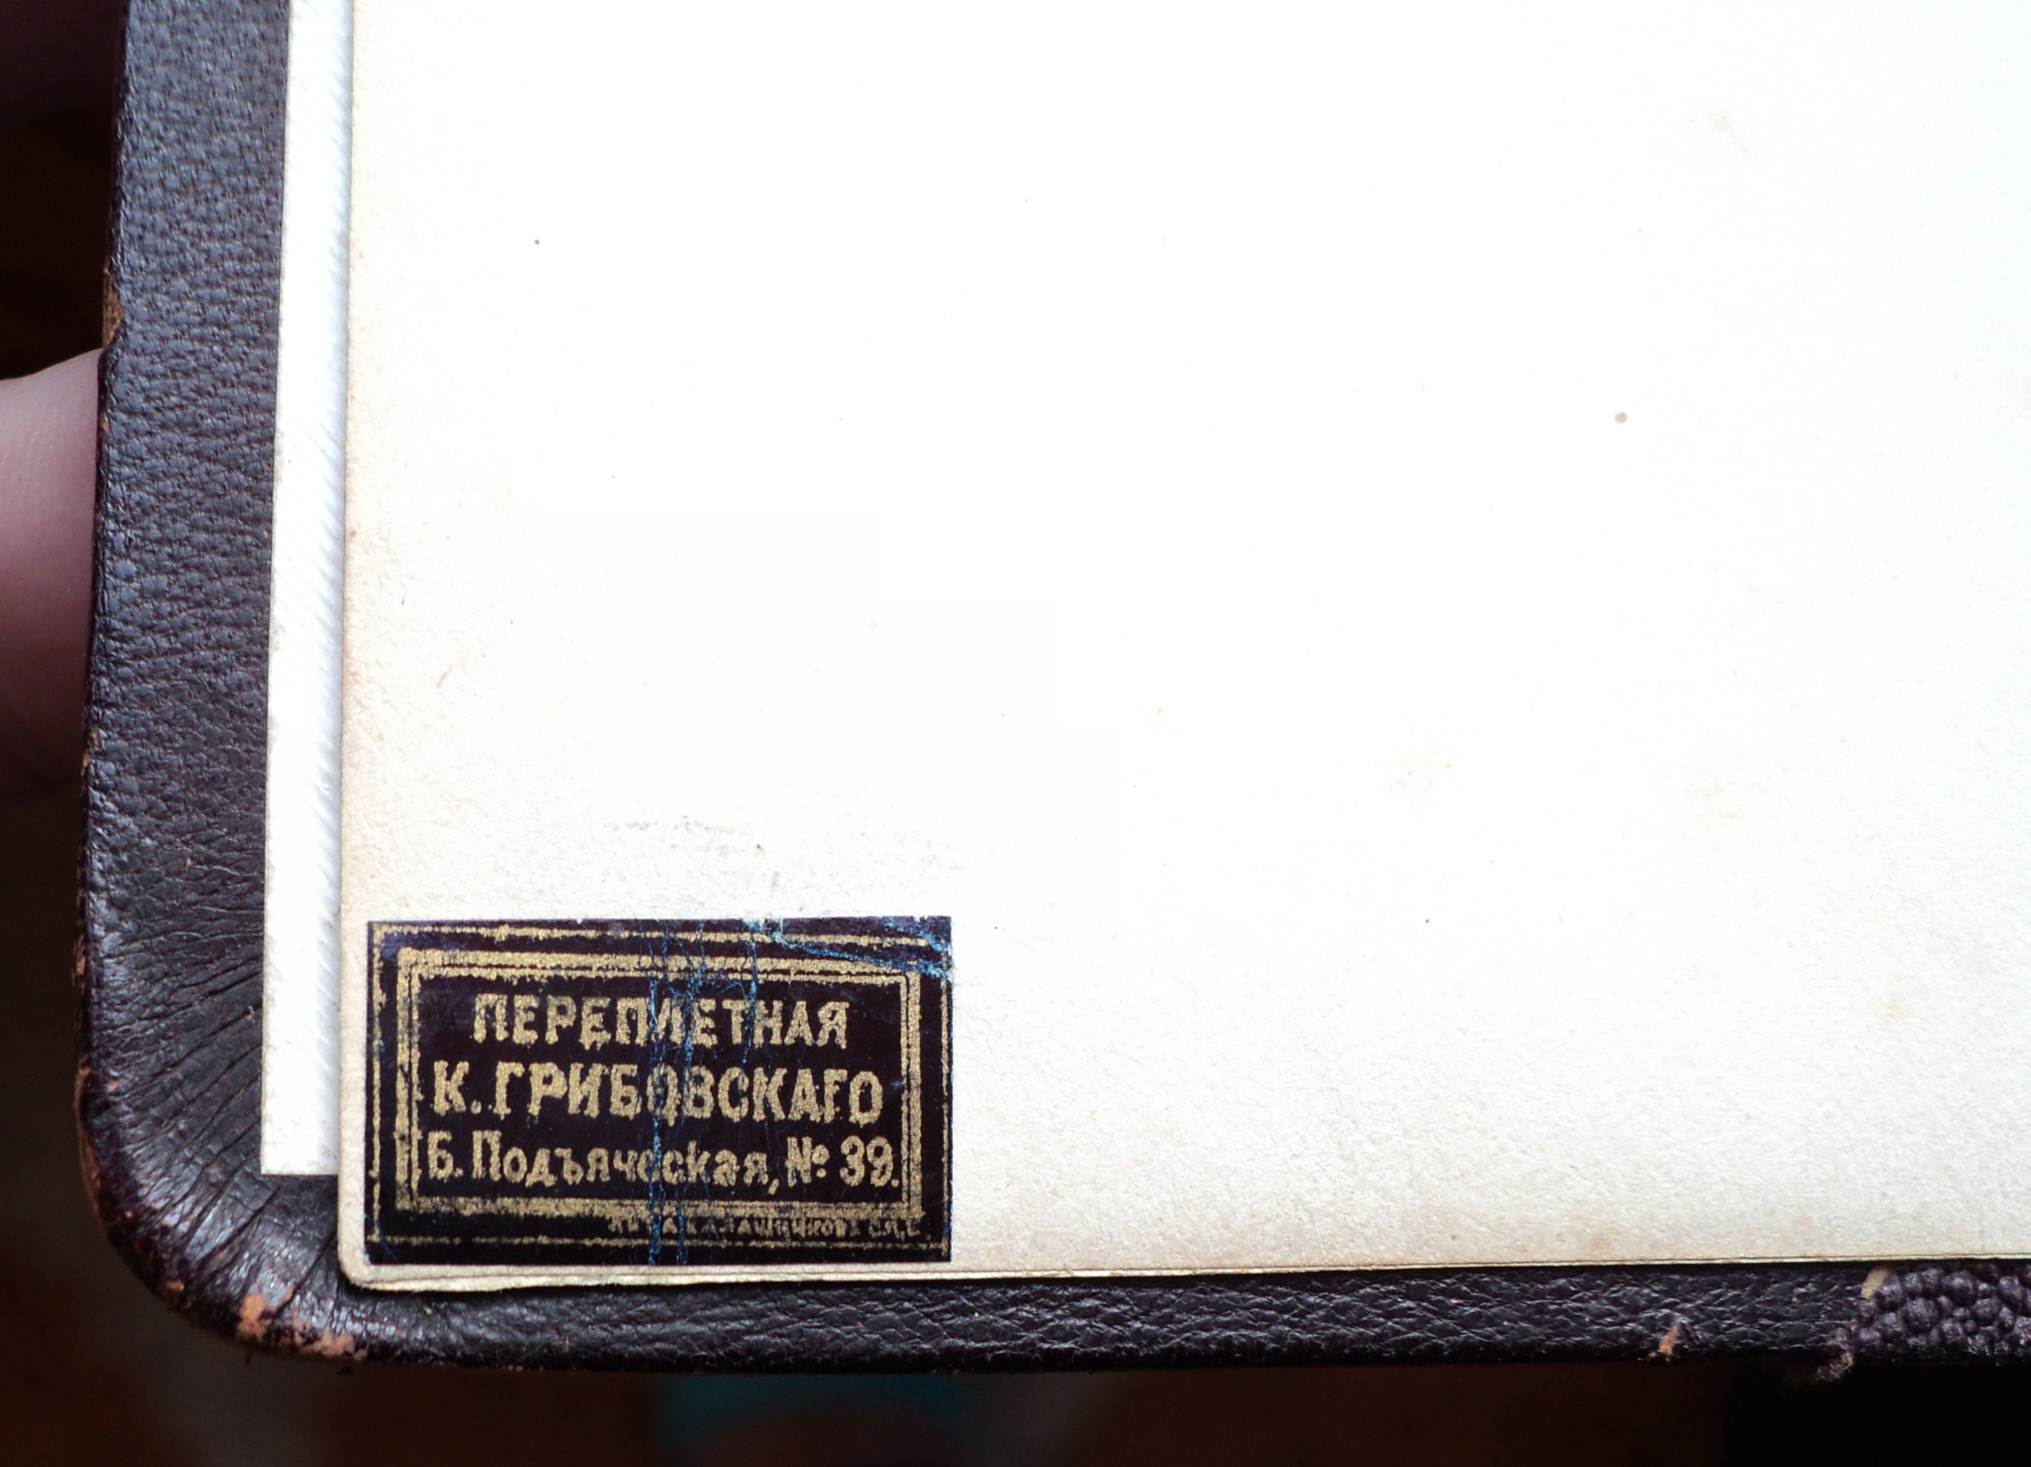 ПЕРЕПЛЕТНАЯ
К. ГРИБОВСКАГО
Б. Подъяческая, № 39.